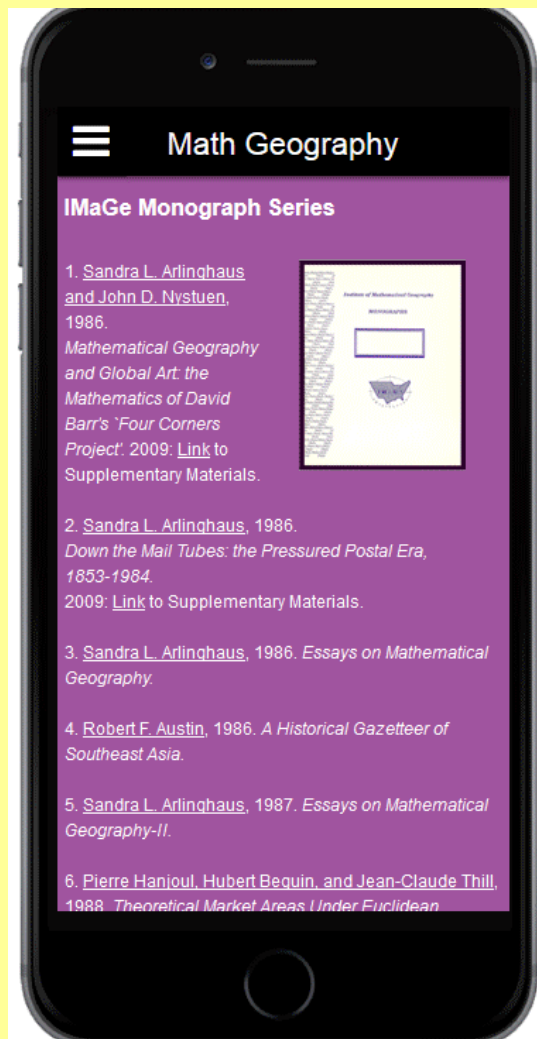 Math Geography
IMaGe Monograph Series
1. Sandra L. Arlinghaus
and John D. Nystuen,
1986.
Mathematical Geography
and Global Art: the
Mathematics of David
Barr's `Four Corners
Project'. 2009: Link to
Supplementary Materials.
Institute of Mathematical Geography
MONOGRAPHS
2. Sandra L. Arlinghaus, 1986.
Down the Mail Tubes: the Pressured Postal Era,
1853-1984.
2009: Link to Supplementary Materials.
3. Sandra L. Arlinghaus, 1986. Essays on Mathematical
Geography.
4. Robert F. Austin, 1986. A Historical Gazetteer of
Southeast Asia.
5. Sandra L. Arlinghaus, 1987. Essays on Mathematical
Geography-II.
6. Pierre Hanjoul, Hubert Beguin, and Jean-Claude Thill,
1988. Theoretical Market Areas Under Euclidean